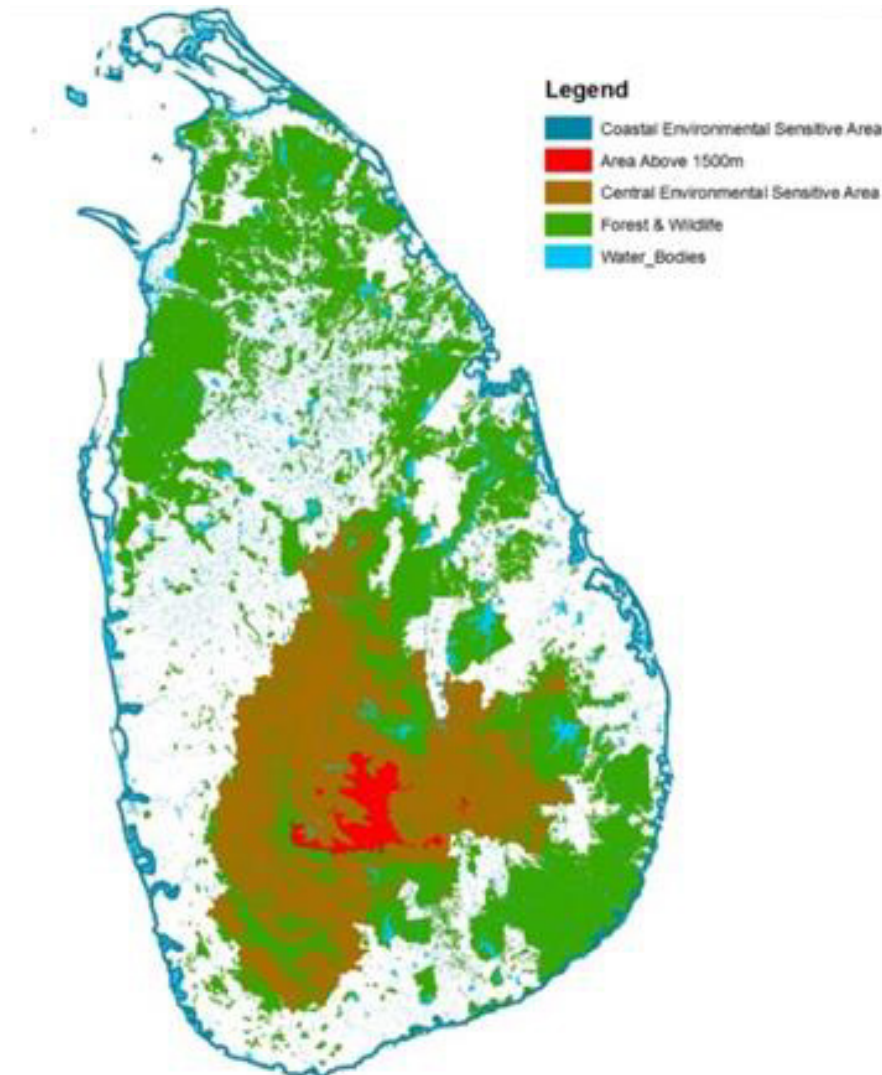 Legend
Coastal Environmental Sensitive Area
Area Above 1500m
Central Environmental Sensitive Area
Forest & Wildlife
Water_Bodies